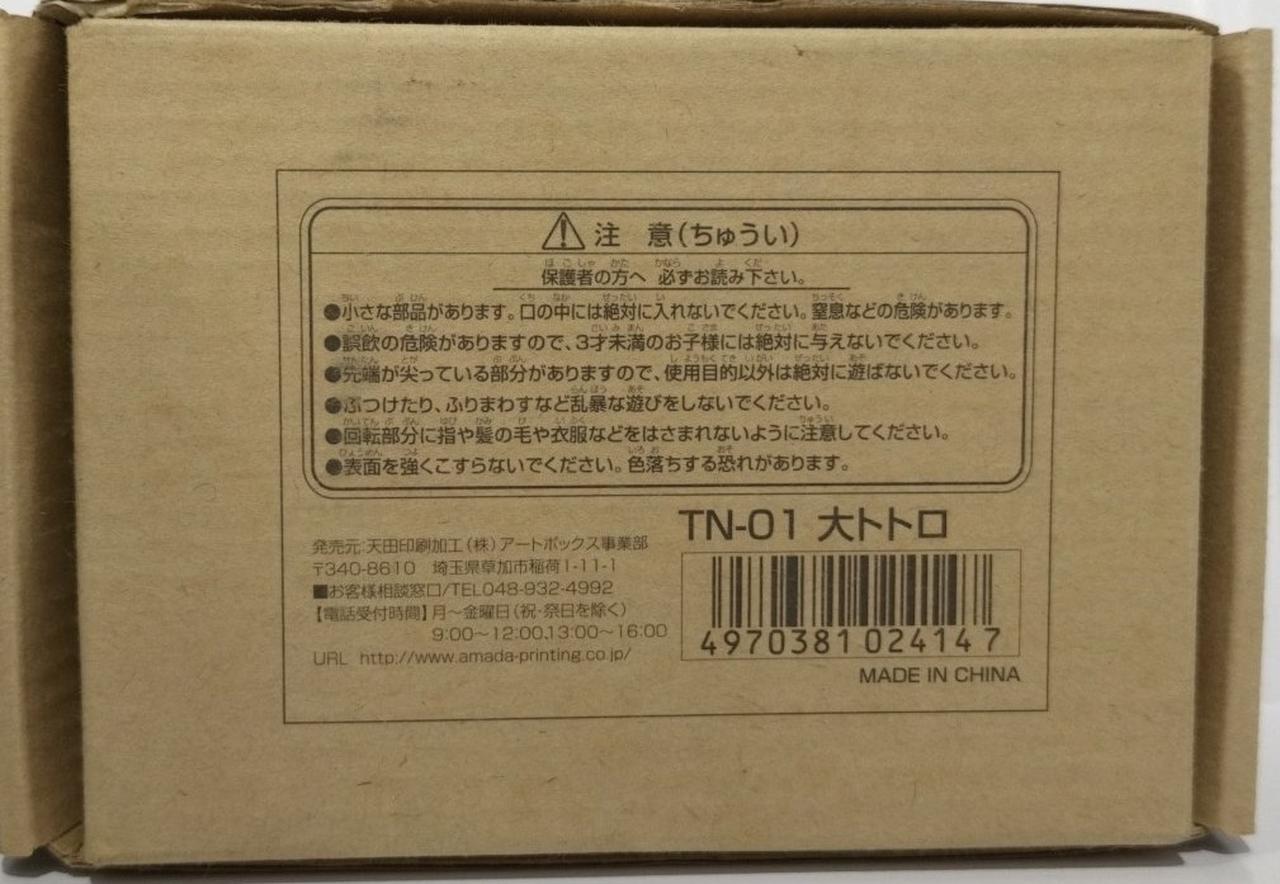 ⚠注 意(ちゅうい)
保護者の方へ 必ずお読み下さい。
●小さな部品があります。口の中には絶対に入れないでください。窒息などの危険があります。
●誤飲の危険がありますので、3才未満のお子様には絶対に与えないでください。
●先端が尖っている部分がありますので、使用目的以外は絶対に遊ばないでください。
●ぶつけたり、ふりまわすなど乱暴な遊びをしないでください。
●回転部分に指や髪の毛や衣服などをはさまれないように注意してください。
●表面を強くこすらないでください。色落ちする恐れがあります。
TN-01 大トトロ
発売元:天田印刷加工(株)アートボックス事業部
〒340-8610 埼玉県草加市稲荷1-11-1
■お客様相談窓口/TEL048-932-4992
【電話受付時間】月~金曜日(祝・祭日を除く)
9:00~12:00、13:00~16:00
URL http://www.amada-printing.co.jp/
4970381024147
MADE IN CHINA